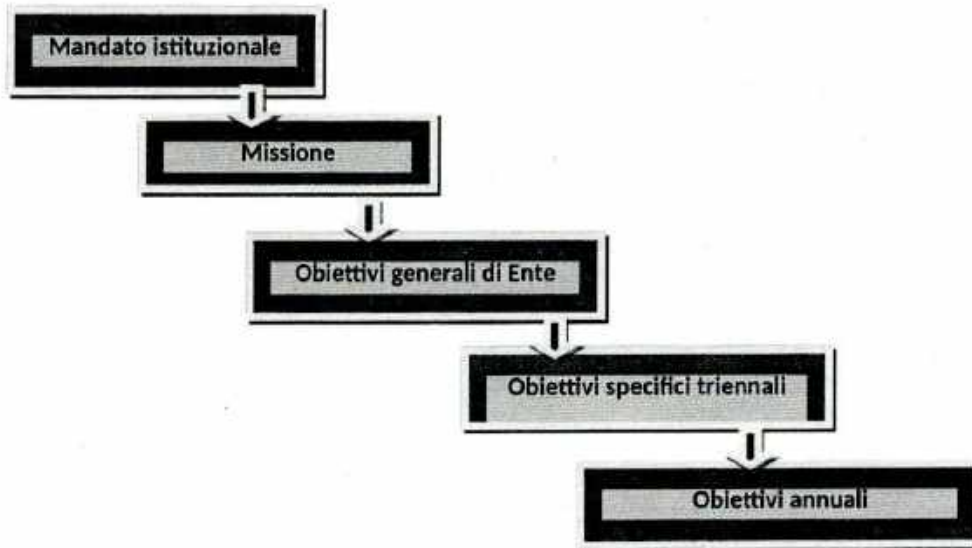 Mandato istituzionale
Missione
Obiettivi generali di Ente
Obiettivi specifici triennali
Obiettivi annuali